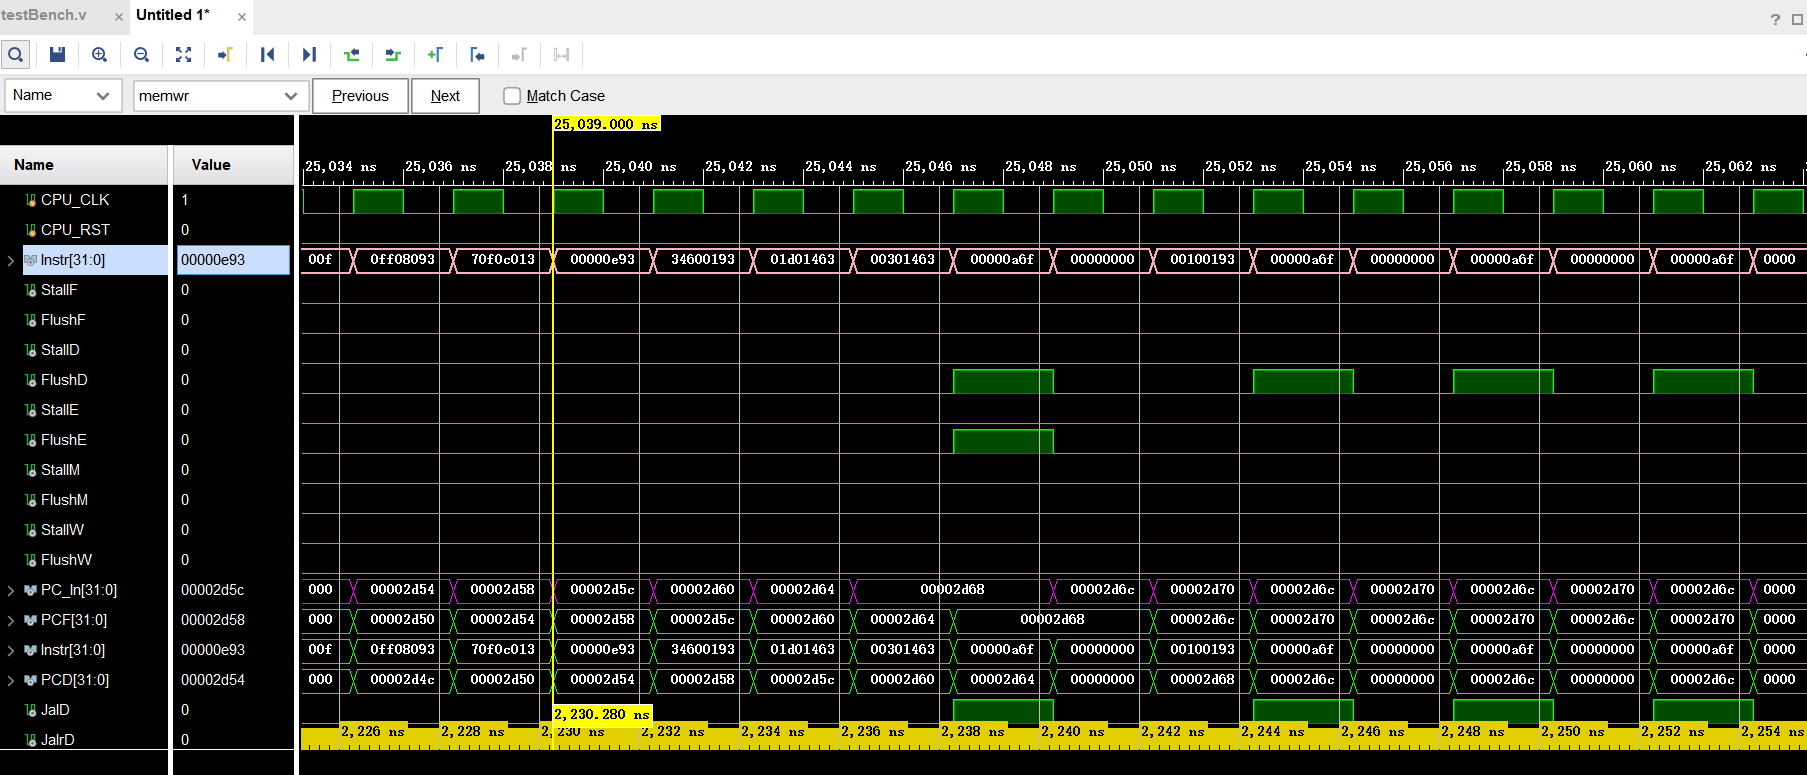 testBench.v × Untitled 1* × ?
Name memwr Previous Next Match Case
25,039.000 ns
Name Value 25,034 ns 25,036 ns 25,038 ns 25,040 ns 25,042 ns 25,044 ns 25,046 ns 25,048 ns 25,050 ns 25,052 ns 25,054 ns 25,056 ns 25,058 ns 25,060 ns 25,062 ns
CPU_CLK 1
CPU_RST 0
Instr[31:0] 00000e93 00f 0ff08093 70f0c013 00000e93 34600193 01d01463 00301463 00000a6f 00000000 00100193 00000a6f 00000000 00000a6f 00000000 00000a6f 0000
StallF 0
FlushF 0
StallD 0
FlushD 0
StallE 0
FlushE 0
StallM 0
FlushM 0
StallW 0
FlushW 0
PC_In[31:0] 00002d5c 000 00002d54 00002d58 00002d5c 00002d60 00002d64 00002d68 00002d6c 00002d70 00002d6c 00002d70 00002d6c 00002d70 00002d6c 0000
PCF[31:0] 00002d58 000 00002d50 00002d54 00002d58 00002d5c 00002d60 00002d64 00002d68 00002d6c 00002d70 00002d6c 00002d70 00002d6c 00002d70 0000
Instr[31:0] 00000e93 00f 0ff08093 70f0c013 00000e93 34600193 01d01463 00301463 00000a6f 00000000 00100193 00000a6f 00000000 00000a6f 00000000 00000a6f 0000
PCD[31:0] 00002d54 000 00002d4c 00002d50 00002d54 00002d58 00002d5c 00002d60 00002d64 00000000 00002d68 00002d6c 00000000 00002d6c 00000000 00002d6c 0000
JalD 0
2,230.280 ns
JalrD 0 2,226 ns 2,228 ns 2,230 ns 2,232 ns 2,234 ns 2,236 ns 2,238 ns 2,240 ns 2,242 ns 2,244 ns 2,246 ns 2,248 ns 2,250 ns 2,252 ns 2,254 ns